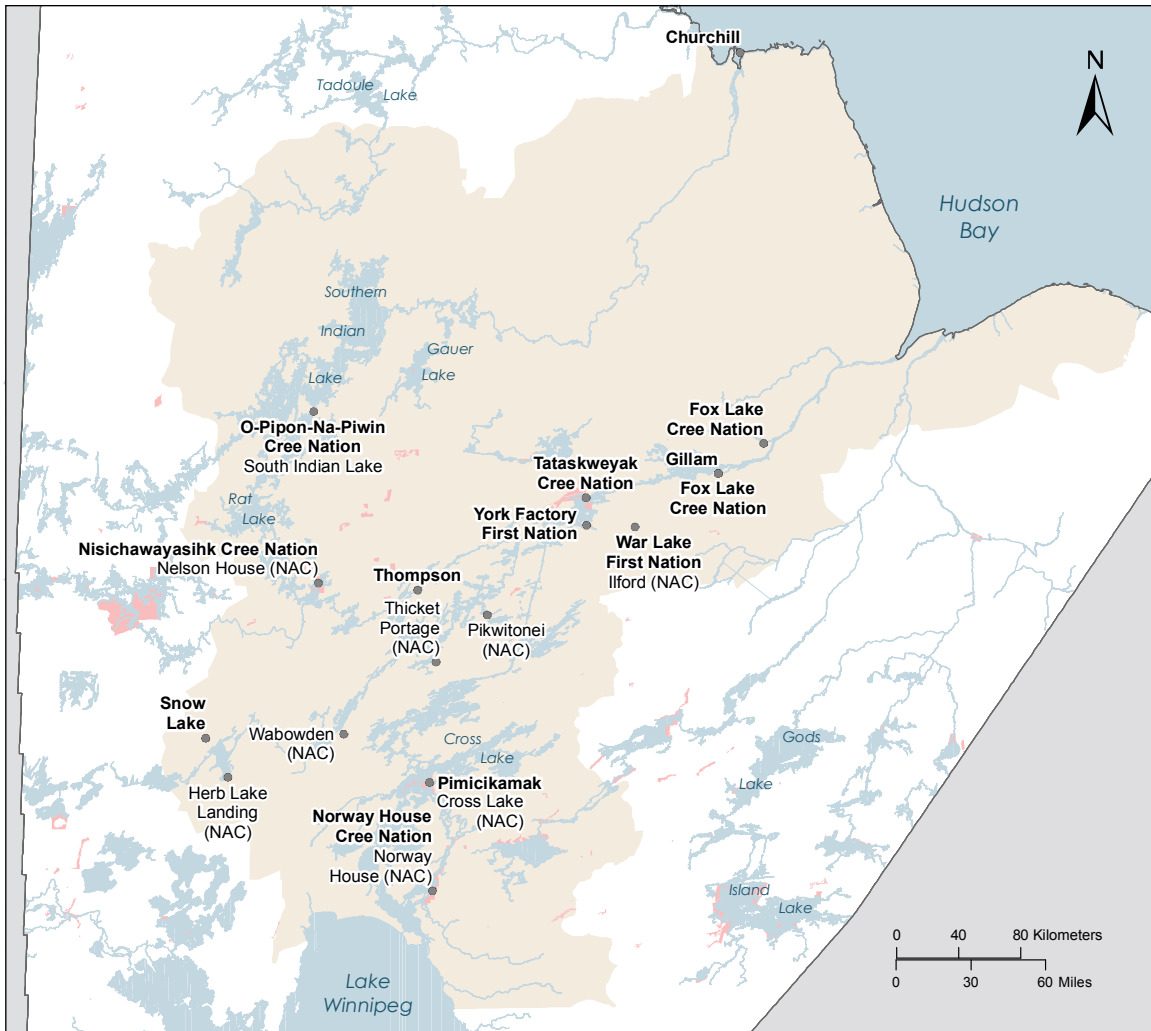 Churchill
N
Tadoule
Lake
Hudson
Bay
Southern
Indian
Lake
Gauer
Lake
O-Pipon-Na-Piwin
Cree Nation
South Indian Lake
Fox Lake
Cree Nation
Gillam
Fox Lake
Cree Nation
Tataskweyak
Cree Nation
York Factory
First Nation
War Lake
First Nation
Ilford (NAC)
Rat
Lake
Nisichawayasihk Cree Nation
Nelson House (NAC)
Thompson
Thicket
Portage
(NAC)
Pikwitonei
(NAC)
Snow
Lake
Wabowden
(NAC)
Cross
Lake
Gods
Lake
Herb Lake
Landing
(NAC)
Pimicikamak
Cross Lake
(NAC)
Norway House
Cree Nation
Norway
House (NAC)
Island
Lake
0 40 80 Kilometers
0 30 60 Miles
Lake
Winnipeg